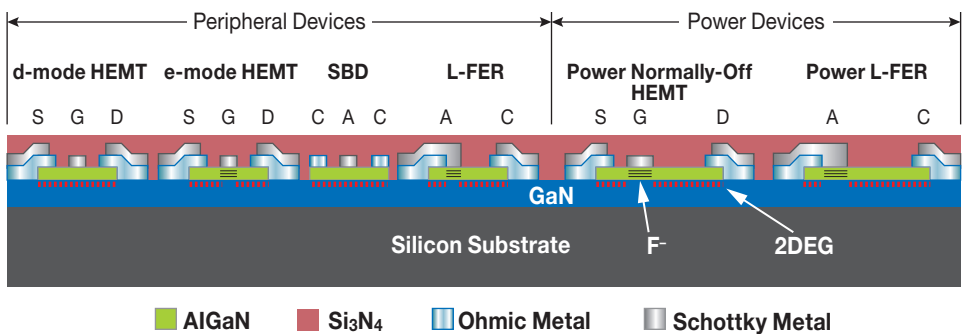 Peripheral Devices Power Devices
d-mode HEMT e-mode HEMT SBD L-FER Power Normally-Off HEMT Power L-FER
S G D S G D C A C A C S G D A C
GaN
Silicon Substrate F- 2DEG
AlGaN Si₃N₄ Ohmic Metal Schottky Metal